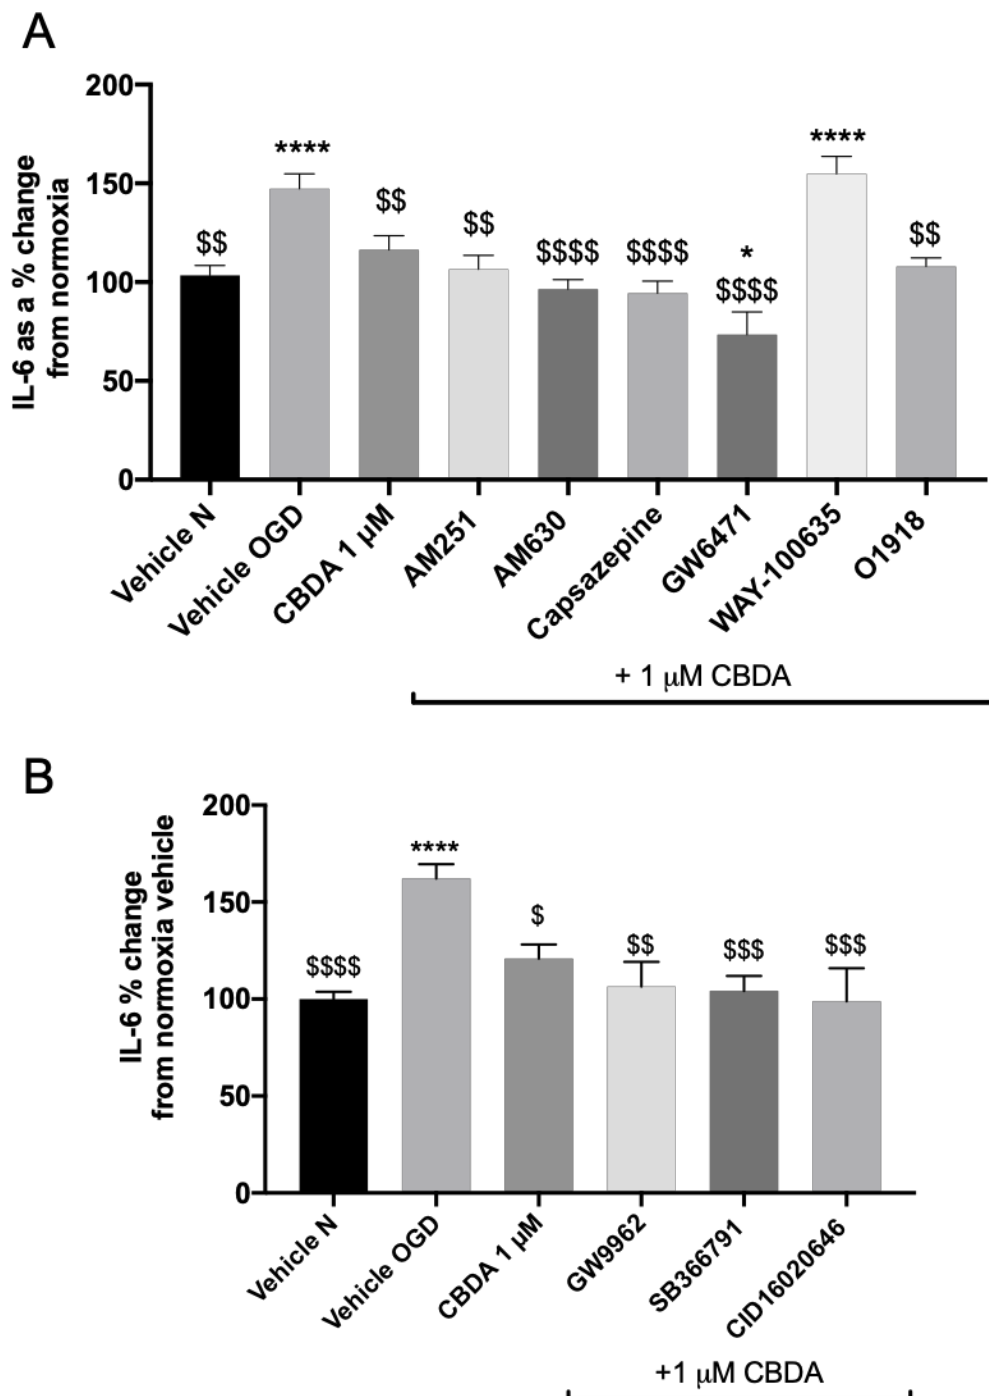 A
IL-6 as a % change
from normoxia
200
150
100
50
0
$$
****
$$
$$
$$$$
$$$$
*
$$$$
****
$$
Vehicle N
Vehicle OGD
CBDA 1 µM
AM251
AM630
Capsazepine
GW6471
WAY-100635
O1918
+ 1 µM CBDA
B
IL-6 % change
from normoxia vehicle
200
150
100
50
0
$$$$
****
$
$$
$$$
$$$
Vehicle N
Vehicle OGD
CBDA 1 µM
GW9962
SB366791
CID16020646
+1 µM CBDA